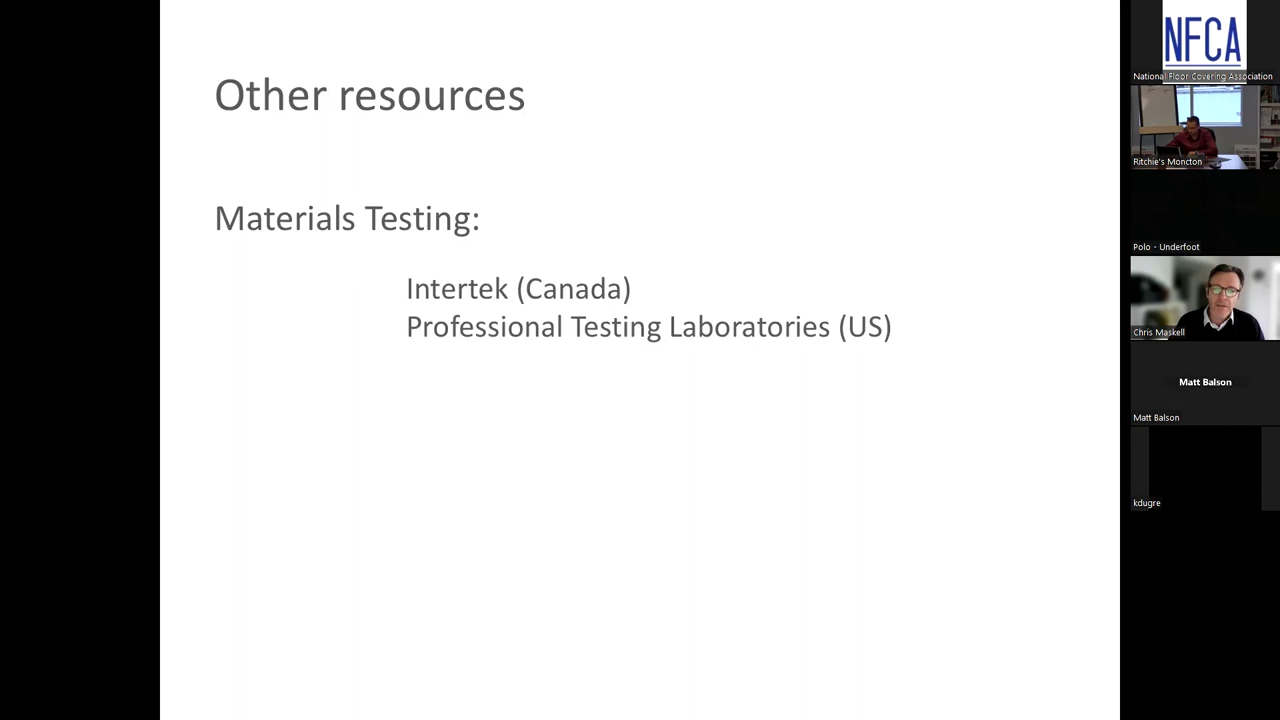 Other resources
Materials Testing:
Intertek (Canada)
Professional Testing Laboratories (US)
NFCA
National Floor Covering Association
Ritchie's Moncton
Polo - Underfoot
Chris Maskell
Matt Balson
Matt Balson
kdugre